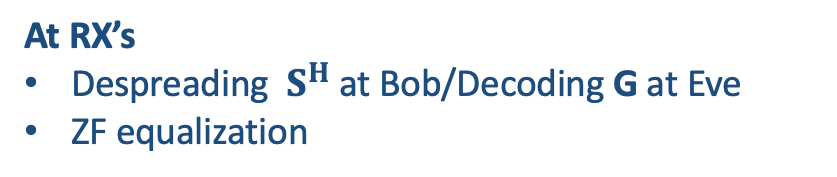 At RX’s
• Despreading S^H at Bob/Decoding G at Eve
• ZF equalization